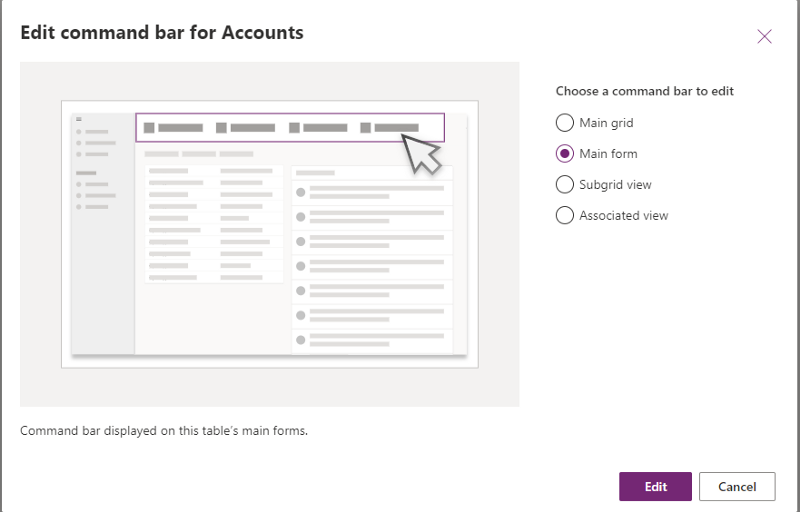 Edit command bar for Accounts
Choose a command bar to edit
Main grid
Main form
Subgrid view
Associated view
Command bar displayed on this table's main forms.
Edit
Cancel